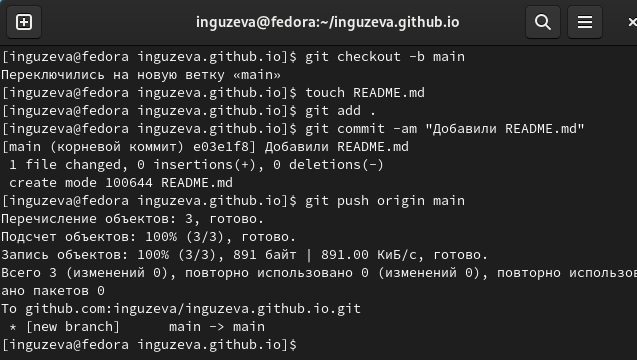 inguzeva@fedora:~/inguzeva.github.io
[inguzeva@fedora inguzeva.github.io]$ git checkout -b main
Переключились на новую ветку «main»
[inguzeva@fedora inguzeva.github.io]$ touch README.md
[inguzeva@fedora inguzeva.github.io]$ git add .
[inguzeva@fedora inguzeva.github.io]$ git commit -am "Добавили README.md"
[main (корневой коммит) e03e1f8] Добавили README.md
 1 file changed, 0 insertions(+), 0 deletions(-)
 create mode 100644 README.md
[inguzeva@fedora inguzeva.github.io]$ git push origin main
Перечисление объектов: 3, готово.
Подсчет объектов: 100% (3/3), готово.
Запись объектов: 100% (3/3), 891 байт | 891.00 КиБ/с, готово.
Всего 3 (изменений 0), повторно использовано 0 (изменений 0), повторно использов
ано пакетов 0
To github.com:inguzeva/inguzeva.github.io.git
 * [new branch]      main -> main
[inguzeva@fedora inguzeva.github.io]$